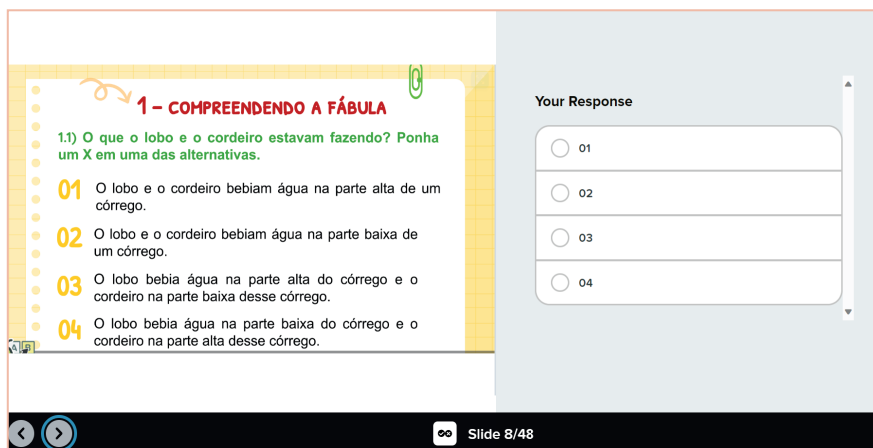 1 – COMPREENDENDO A FÁBULA
1.1) O que o lobo e o cordeiro estavam fazendo? Ponha
um X em uma das alternativas.
01 O lobo e o cordeiro bebiam água na parte alta de um
córrego.
02 O lobo e o cordeiro bebiam água na parte baixa de
um córrego.
03 O lobo bebia água na parte alta do córrego e o
cordeiro na parte baixa desse córrego.
04 O lobo bebia água na parte baixa do córrego e o
cordeiro na parte alta desse córrego.
Your Response
01
02
03
04
Slide 8/48